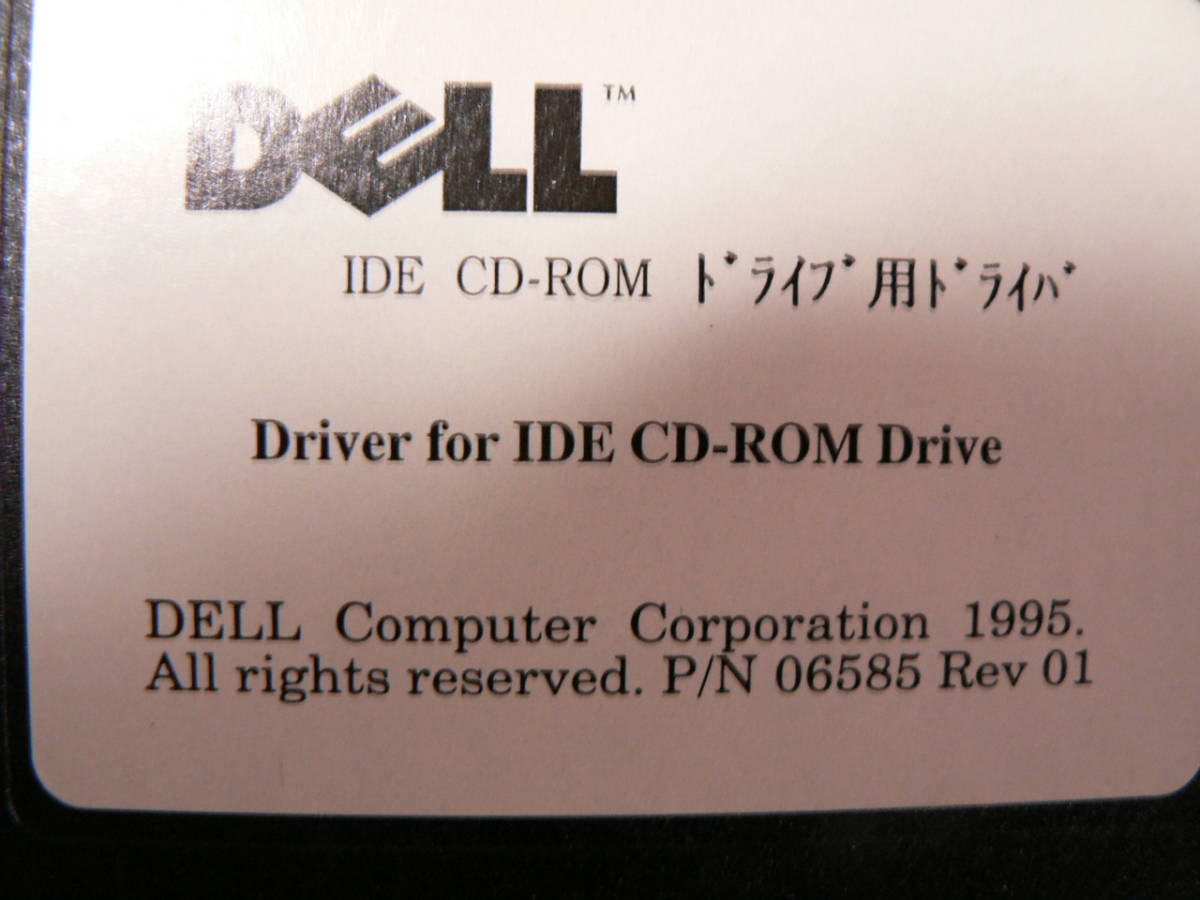 DELL™
IDE CD-ROM ﾄﾞﾗｲﾌﾞ用ﾄﾞﾗｲﾊﾞ
Driver for IDE CD-ROM Drive
DELL Computer Corporation 1995.
All rights reserved. P/N 06585 Rev 01